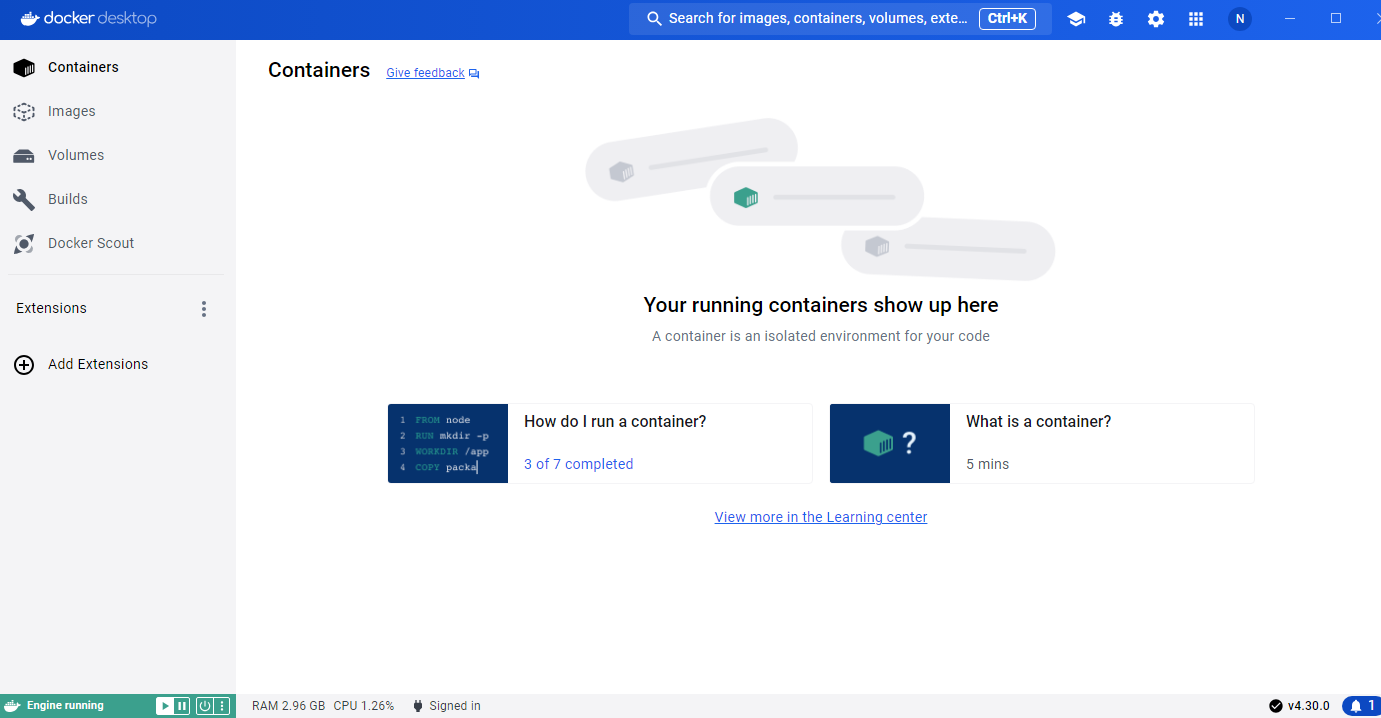 docker desktop
Search for images, containers, volumes, exte...
Ctrl+K
N
Containers
Images
Volumes
Builds
Docker Scout
Extensions
Add Extensions
Containers
Give feedback
Your running containers show up here
A container is an isolated environment for your code
1 FROM node
2 RUN mkdir -p
3 WORKDIR /app
4 COPY packa
How do I run a container?
3 of 7 completed
?
What is a container?
5 mins
View more in the Learning center
Engine running
RAM 2.96 GB CPU 1.26%
Signed in
v4.30.0
1